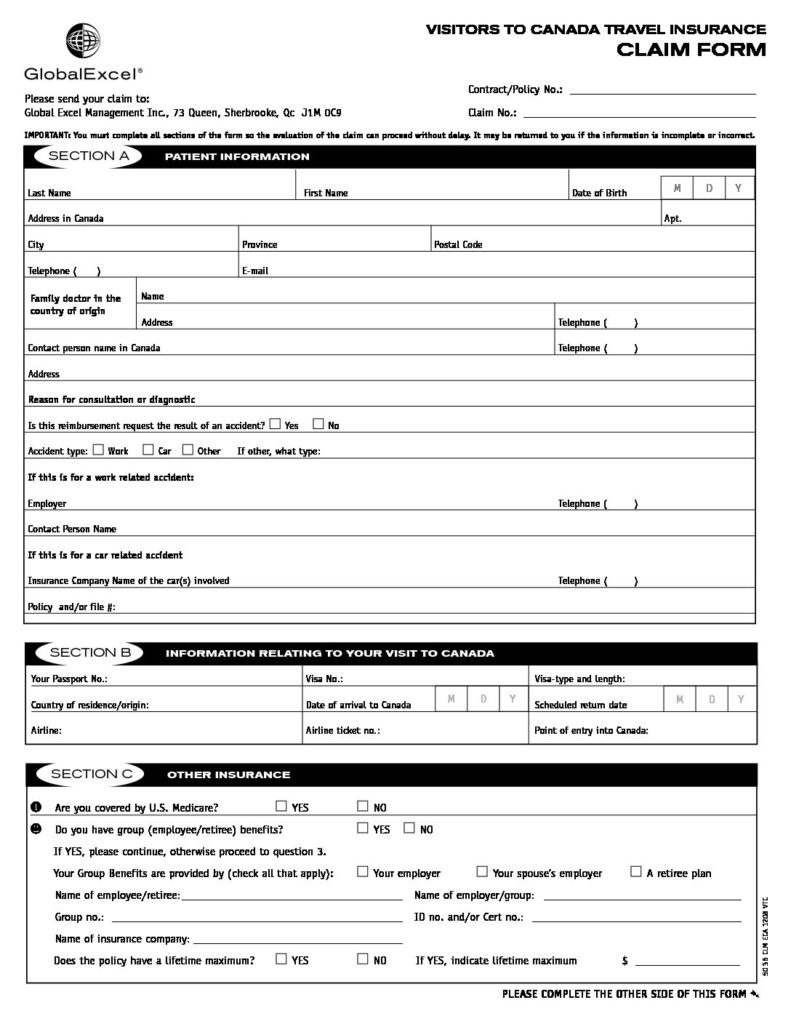 GlobalExcel®
VISITORS TO CANADA TRAVEL INSURANCE
CLAIM FORM
Please send your claim to:
Global Excel Management Inc., 73 Queen, Sherbrooke, Qc J1M 0C9
Contract/Policy No.:
Claim No.:
IMPORTANT: You must complete all sections of the form so the evaluation of the claim can proceed without delay. It may be returned to you if the information is incomplete or incorrect.
SECTION A PATIENT INFORMATION
Last Name First Name Date of Birth M D Y
Address in Canada Apt.
City Province Postal Code
Telephone ( ) E-mail
Family doctor in the
country of origin
Name
Address Telephone ( )
Contact person name in Canada Telephone ( )
Address
Reason for consultation or diagnostic
Is this reimbursement request the result of an accident? Yes No
Accident type: Work Car Other If other, what type:
If this is for a work related accident:
Employer Telephone ( )
Contact Person Name
If this is for a car related accident
Insurance Company Name of the car(s) involved Telephone ( )
Policy and/or file #:
SECTION B INFORMATION RELATING TO YOUR VISIT TO CANADA
Your Passport No.: Visa No.: Visa-type and length:
Country of residence/origin: Date of arrival to Canada M D Y Scheduled return date M D Y
Airline: Airline ticket no.: Point of entry into Canada:
SECTION C OTHER INSURANCE
Are you covered by U.S. Medicare? YES NO
Do you have group (employee/retiree) benefits? YES NO
If YES, please continue, otherwise proceed to question 3.
Your Group Benefits are provided by (check all that apply): Your employer Your spouse's employer A retiree plan
Name of employee/retiree: Name of employer/group:
Group no.: ID no. and/or Cert no.:
Name of insurance company:
Does the policy have a lifetime maximum? YES NO If YES, indicate lifetime maximum $
PLEASE COMPLETE THE OTHER SIDE OF THIS FORM